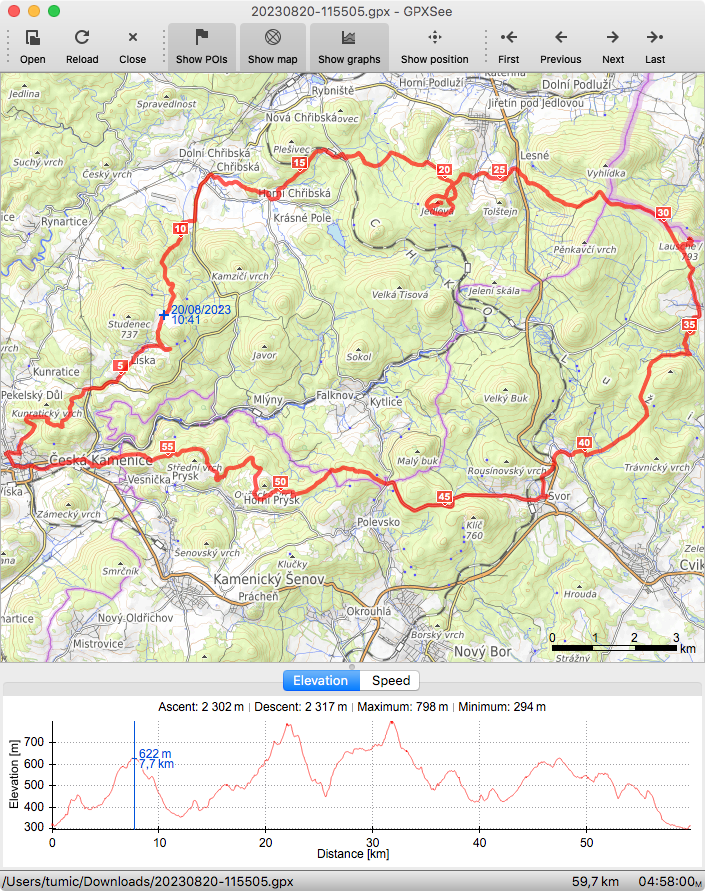 20230820-115505.gpx - GPXSee
Open Reload Close Show POIs Show map Show graphs Show position First Previous Next Last
Jedlina
Rybniště
Horní Podluží
Dolní Podluží
Spravedlnost
Jiřetín pod Jedlovou
Nová Chřibská
Plešivec
Suchý vrch
Dolní Chřibská
Chřibská
15
Lesné
Český vrch
20
25
Vyhlídka
Horní Chřibská
Rynartice
Krásné Pole
Jedlová
Tolštejn
30
10
CHKO
Pěnkavčí vrch
Lausche /
793
Kamzičí vrch
Jelení skála
Velká Tisová
20/08/2023
10:41
Studenec
737
35
Líska
Javor
Sokol
5
Kunratice
Pekelský Důl
Mlýny
Falknov
Kytlice
Velký Buk
Kunratický vrch
55
40
Česká Kamenice
Střední vrch
Malý buk
Rousínovský vrch
Trávnický vrch
Vesnička
Prysk
50
Horní Prysk
45
Svor
Zámecký vrch
Polevsko
Klíč
760
Šenovský vrch
Klučky
Smrčník
Kamenický Šenov
Cvik
Prácheň
Hrouda
Nový Oldřichov
Okrouhlá
Mistrovice
Borský vrch
Nový Bor
Strážný
0 1 2 3
km
Elevation Speed
Ascent: 2 302 m | Descent: 2 317 m | Maximum: 798 m | Minimum: 294 m
Elevation [m]
700
600
500
400
300
622 m
7,7 km
0 10 20 30 40 50
Distance [km]
/Users/tumic/Downloads/20230820-115505.gpx 59,7 km 04:58:00M